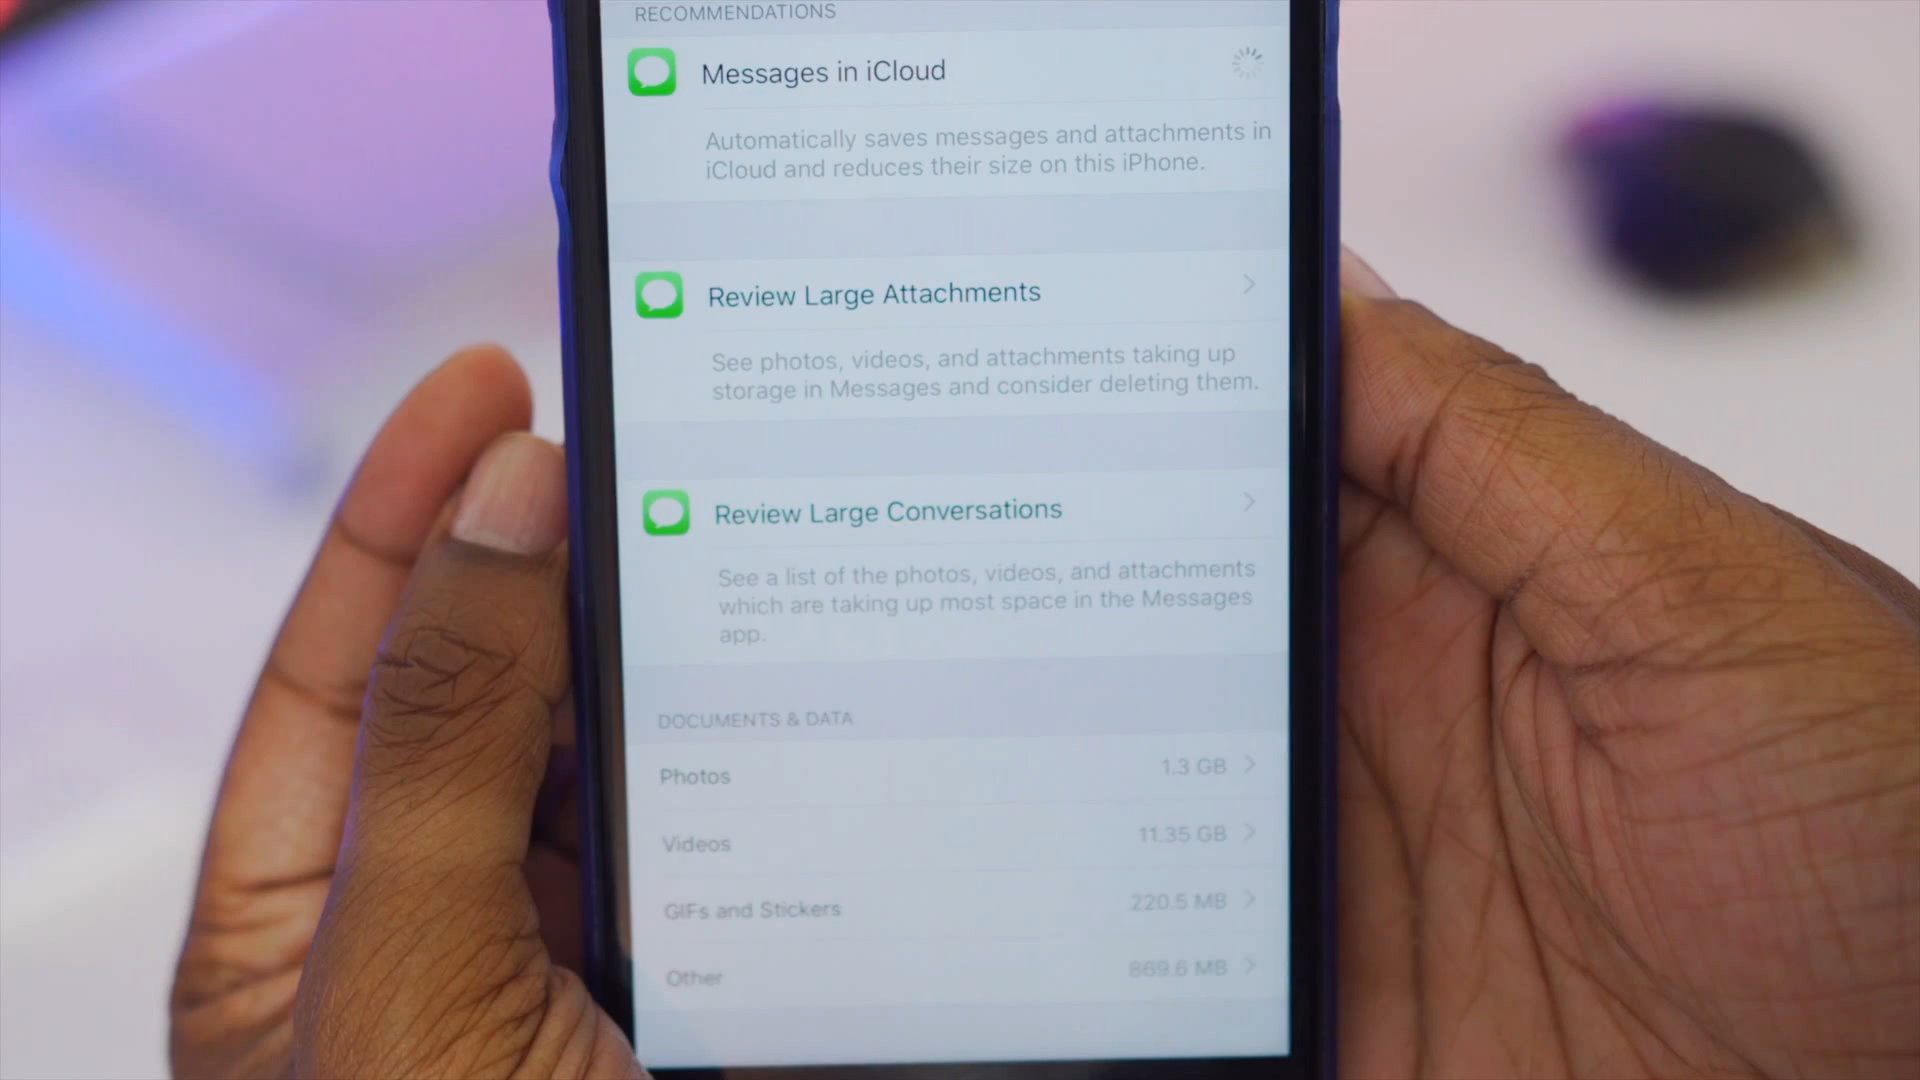 RECOMMENDATIONS
Messages in iCloud
Automatically saves messages and attachments in
iCloud and reduces their size on this iPhone.
Review Large Attachments
See photos, videos, and attachments taking up
storage in Messages and consider deleting them.
Review Large Conversations
See a list of the photos, videos, and attachments
which are taking up most space in the Messages
app.
DOCUMENTS & DATA
Photos 1.3 GB
Videos 11.35 GB
GIFs and Stickers 220.5 MB
Other 869.6 MB